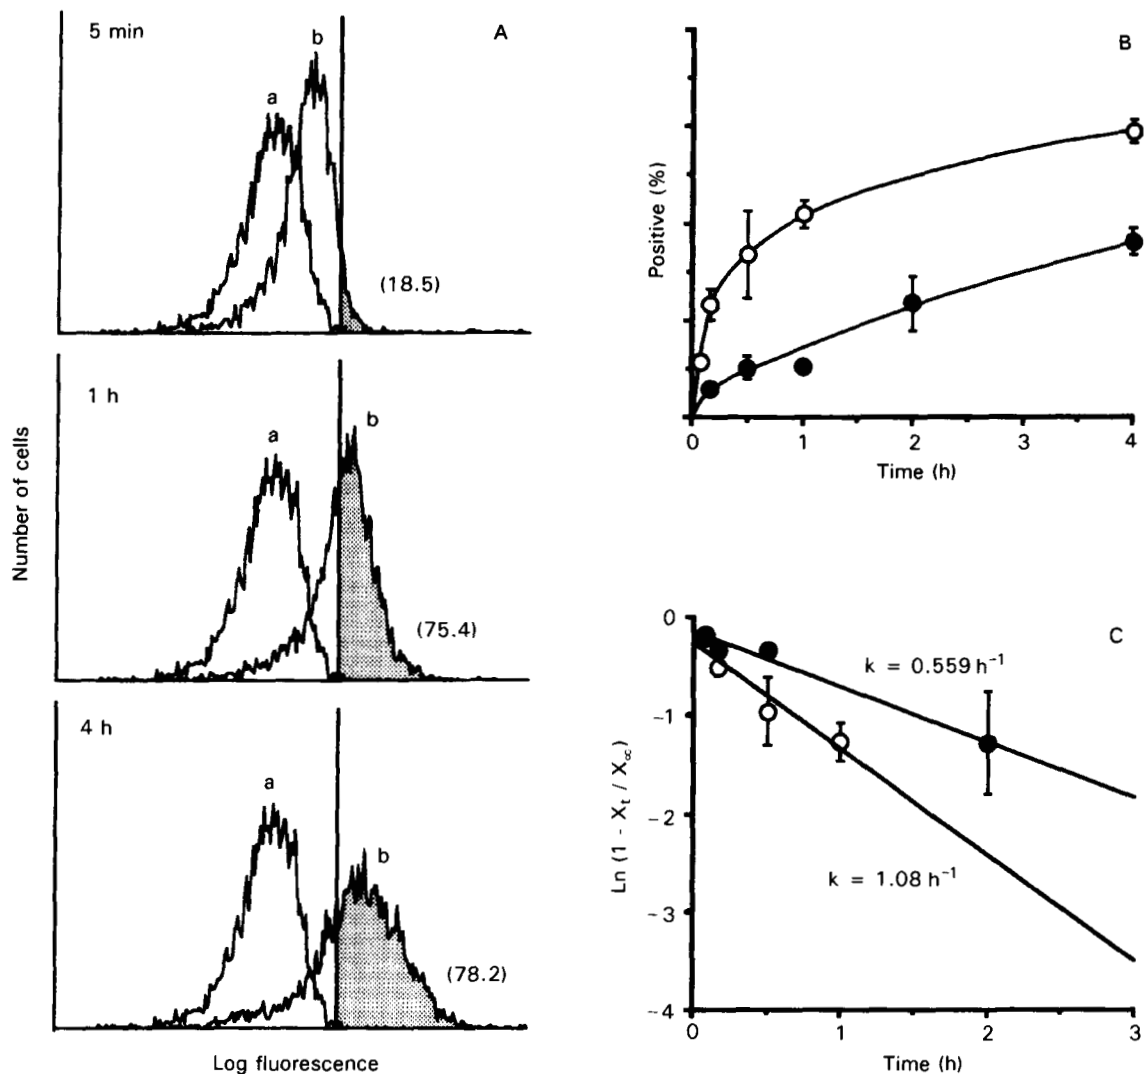 5 min
A
a
b
(18.5)
1 h
a
b
(75.4)
4 h
a
b
(78.2)
Number of cells
Log fluorescence
B
Positive (%)
0
1
2
3
4
Time (h)
C
0
−1
−2
−3
−4
Ln (1 - Xt / X∞)
k = 0.559 h⁻¹
k = 1.08 h⁻¹
0
1
2
3
Time (h)